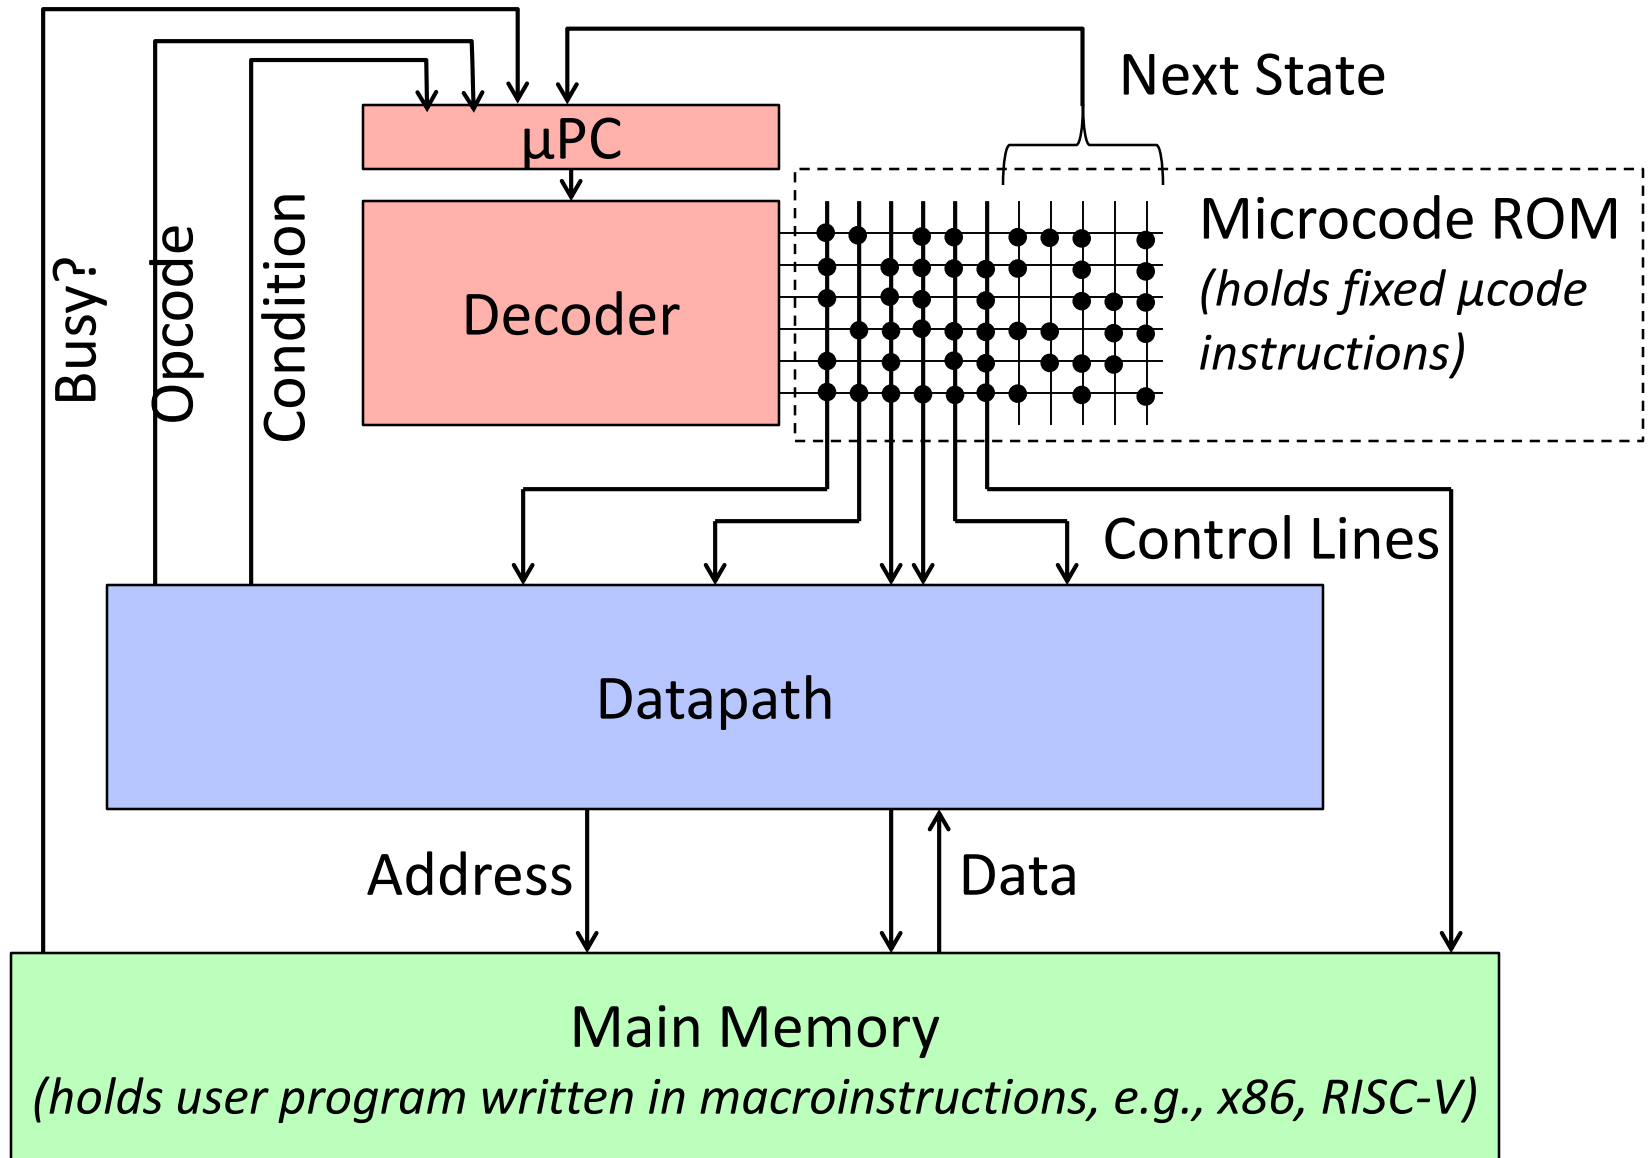 Next State
µPC
Busy?
Opcode
Condition
Decoder
Microcode ROM
(holds fixed µcode
instructions)
Control Lines
Datapath
Address
Data
Main Memory
(holds user program written in macroinstructions, e.g., x86, RISC-V)